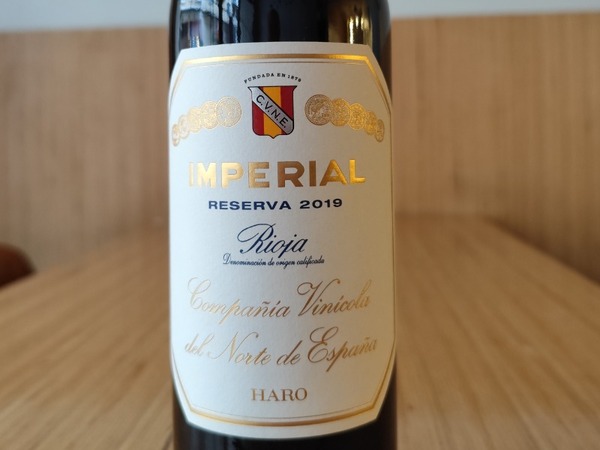 FUNDADA EN 1879
C.V.N.E.
IMPERIAL
RESERVA 2019
Rioja
Denominación de origen calificada
Compañía Vinícola
del Norte de España
HARO